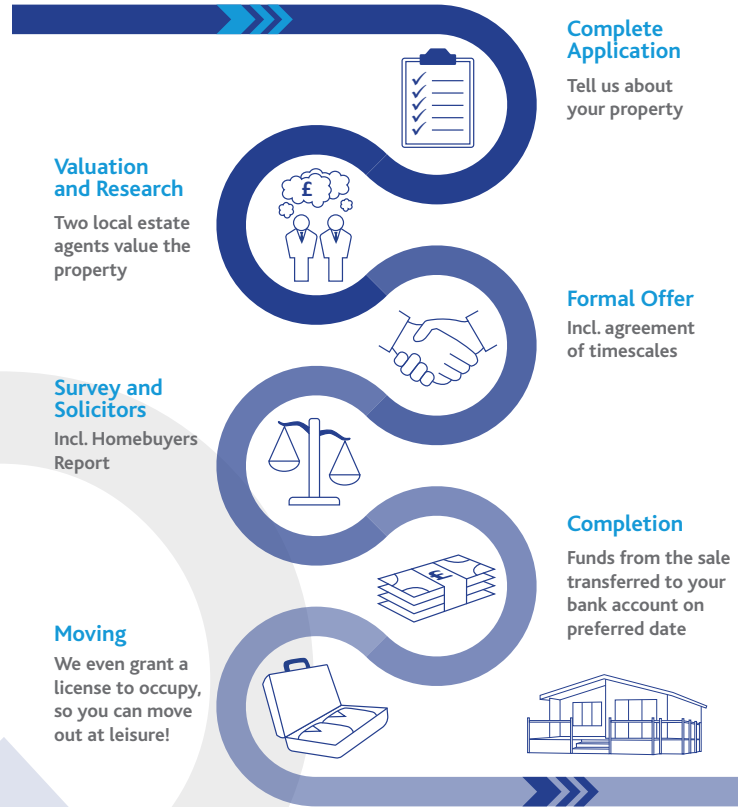 Complete
Application
Tell us about
your property
Valuation
and Research
£
Two local estate
agents value the
property
Formal Offer
Incl. agreement
of timescales
Survey and
Solicitors
Incl. Homebuyers
Report
Completion
Funds from the sale
transferred to your
bank account on
preferred date
£
Moving
We even grant a
license to occupy,
so you can move
out at leisure!